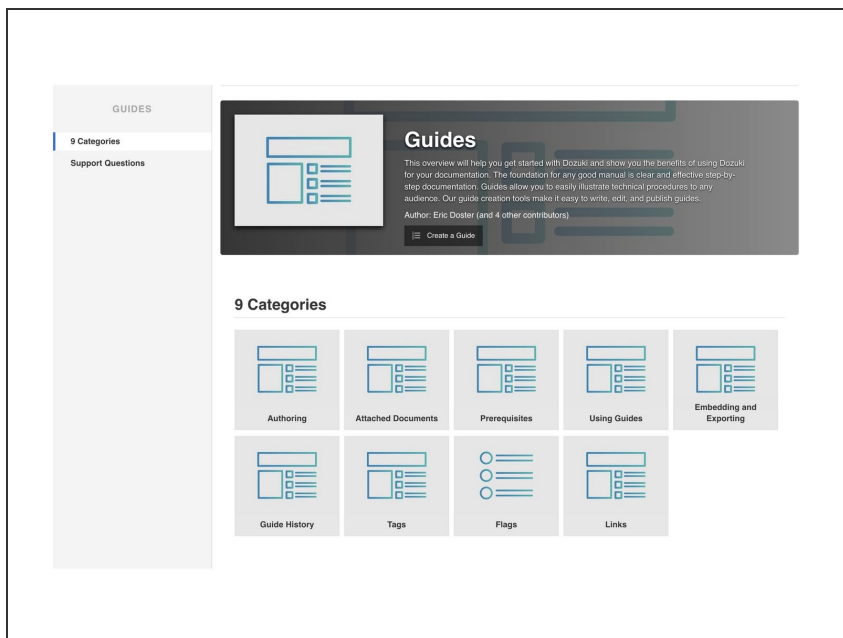 GUIDES
9 Categories
Support Questions
Guides
This overview will help you get started with Dozuki and show you the benefits of using Dozuki
for your documentation. The foundation for any good manual is clear and effective step-by-
step documentation. Guides allow you to easily illustrate technical procedures to any
audience. Our guide creation tools make it easy to write, edit, and publish guides.
Author: Eric Doster (and 4 other contributors)
Create a Guide
9 Categories
Authoring
Attached Documents
Prerequisites
Using Guides
Embedding and
Exporting
Guide History
Tags
Flags
Links